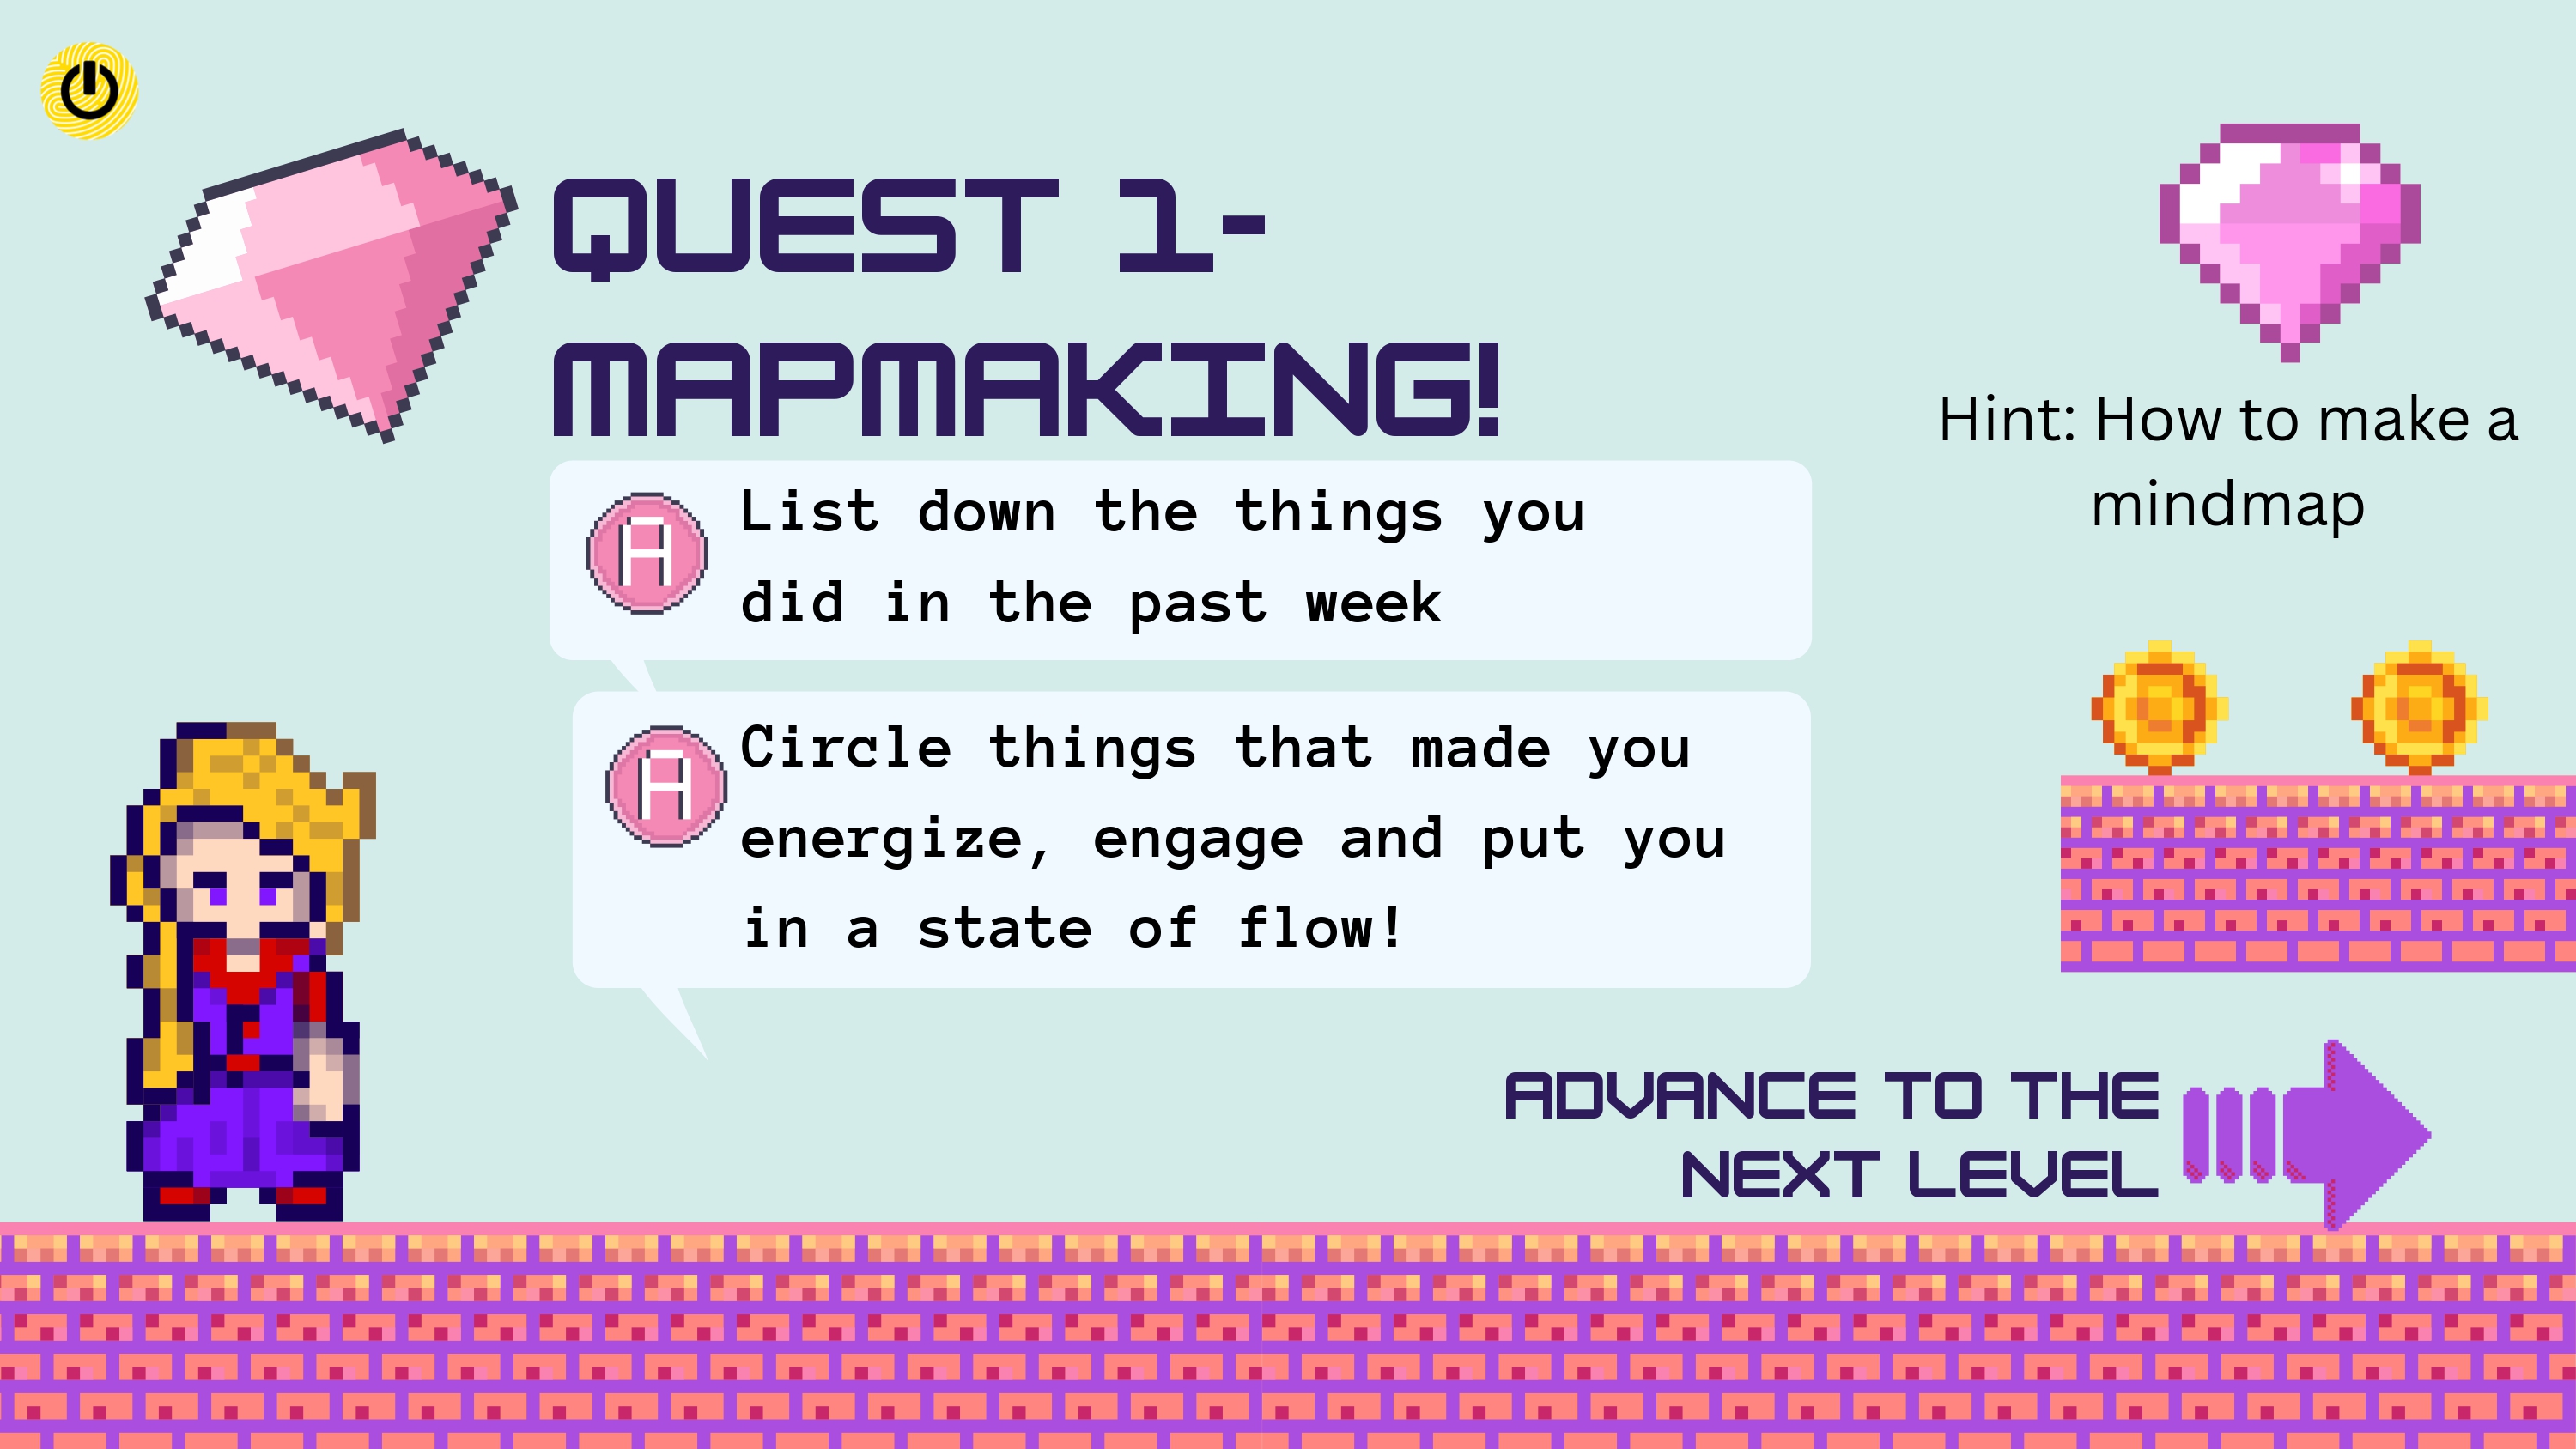 QUEST 1-
MAPMAKING!
Hint: How to make a
mindmap
A
List down the things you
did in the past week
A
Circle things that made you
energize, engage and put you
in a state of flow!
ADVANCE TO THE
NEXT LEVEL